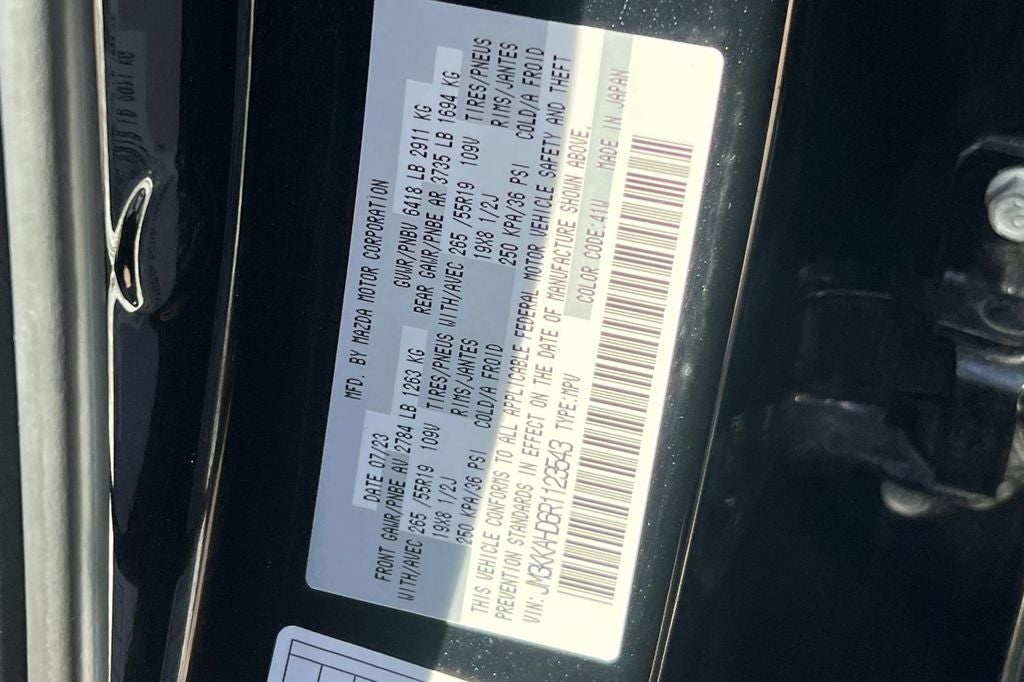 MFD. BY MAZDA MOTOR CORPORATION
DATE 07/23 GVWR/PNBV 6418 LB 2911 KG
FRONT GAWR/PNBE AV 2784 LB 1263 KG REAR GAWR/PNBE AR 3735 LB 1694 KG
WITH/AVEC 265 /55R19 109V TIRES/PNEUS WITH/AVEC 265 /55R19 109V TIRES/PNEUS
19X8 1/2J RIMS/JANTES 19X8 1/2J RIMS/JANTES
250 KPA/36 PSI COLD/A FROID 250 KPA/36 PSI COLD/A FROID
THIS VEHICLE CONFORMS TO ALL APPLICABLE FEDERAL MOTOR VEHICLE SAFETY AND THEFT
PREVENTION STANDARDS IN EFFECT ON THE DATE OF MANUFACTURE SHOWN ABOVE.
VIN: JM3KKAHD6R1123543 TYPE:MPV COLOR CODE:41W MADE IN JAPAN